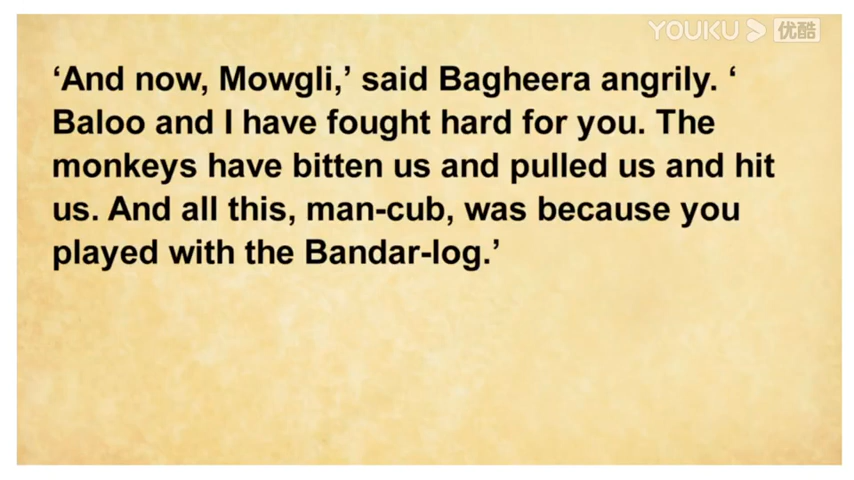 YOUKU 优酷
‘And now, Mowgli,’ said Bagheera angrily. ‘
Baloo and I have fought hard for you. The
monkeys have bitten us and pulled us and hit
us. And all this, man-cub, was because you
played with the Bandar-log.’